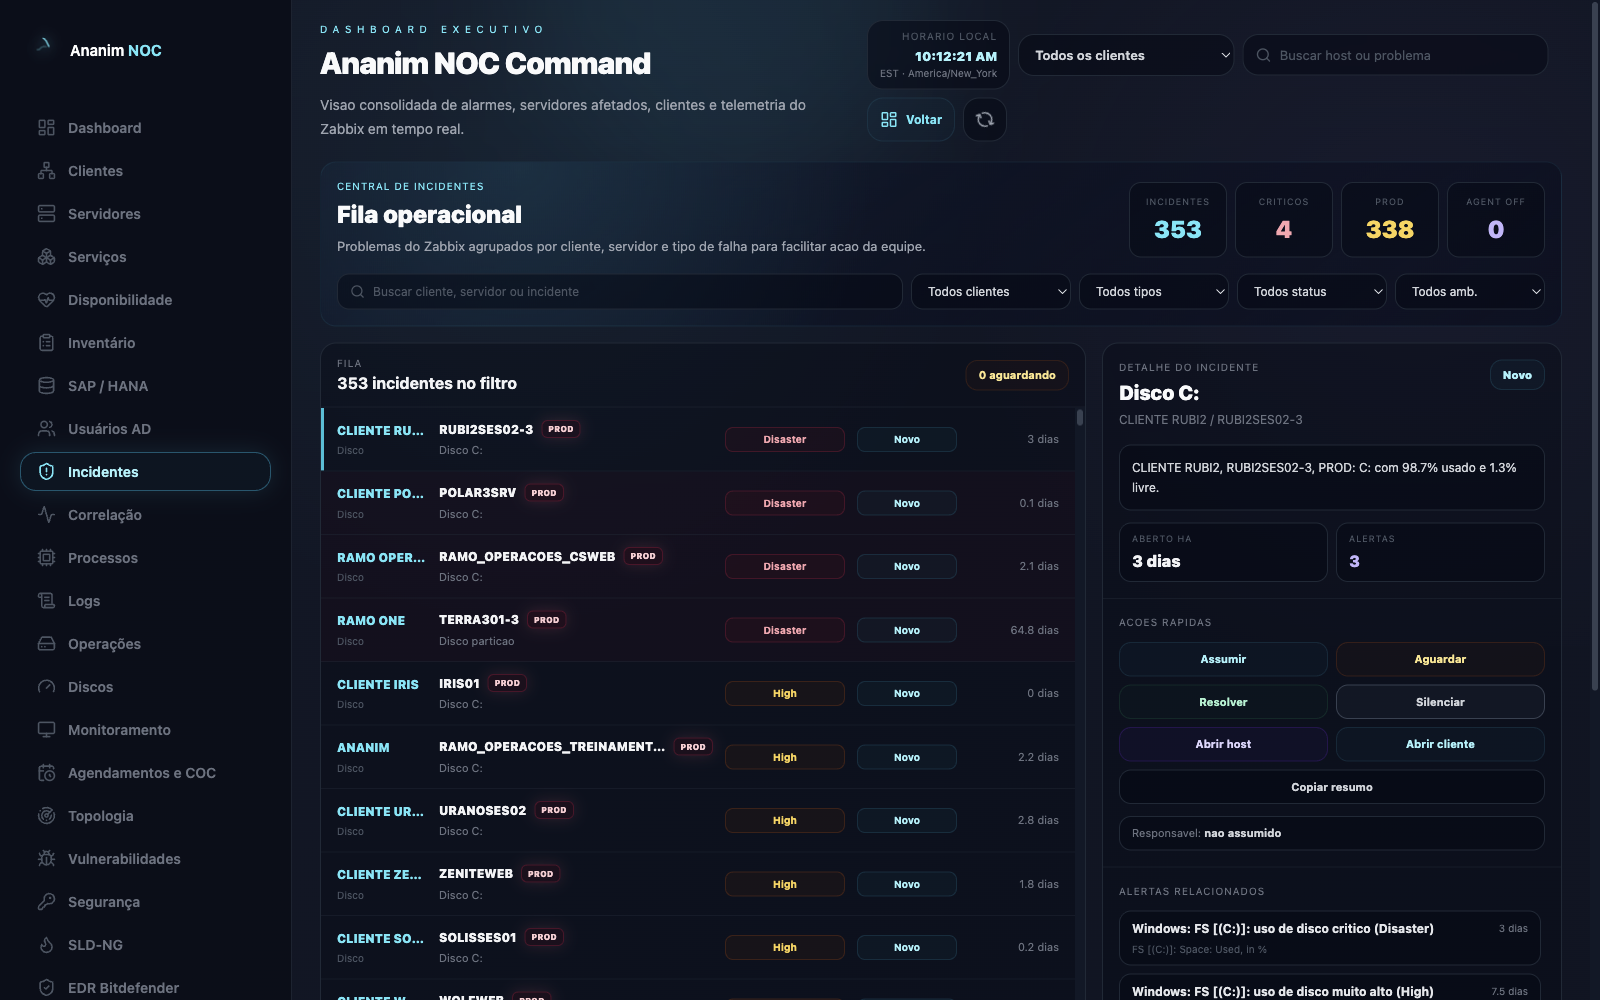 Ananim NOC
Dashboard
Clientes
Servidores
Serviços
Disponibilidade
Inventário
SAP / HANA
Usuários AD
Incidentes
Correlação
Processos
Logs
Operações
Discos
Monitoramento
Agendamentos e COC
Topologia
Vulnerabilidades
Segurança
SLD-NG
EDR Bitdefender
DASHBOARD EXECUTIVO
Ananim NOC Command
Visao consolidada de alarmes, servidores afetados, clientes e telemetria do
Zabbix em tempo real.
HORARIO LOCAL
10:12:21 AM
EST · America/New_York
Todos os clientes
Buscar host ou problema
Voltar
CENTRAL DE INCIDENTES
Fila operacional
Problemas do Zabbix agrupados por cliente, servidor e tipo de falha para facilitar acao da equipe.
INCIDENTES
353
CRITICOS
4
PROD
338
AGENT OFF
0
Buscar cliente, servidor ou incidente
Todos clientes
Todos tipos
Todos status
Todos amb.
FILA
353 incidentes no filtro
0 aguardando
CLIENTE RU... RUBI2SES02-3 PROD Disaster Novo 3 dias
Disco Disco C:
CLIENTE PO... POLAR3SRV PROD Disaster Novo 0.1 dias
Disco Disco C:
RAMO OPER... RAMO_OPERACOES_CSWEB PROD Disaster Novo 2.1 dias
Disco Disco C:
RAMO ONE TERRA301-3 PROD Disaster Novo 64.8 dias
Disco Disco particao
CLIENTE IRIS IRIS01 PROD High Novo 0 dias
Disco Disco C:
ANANIM RAMO_OPERACOES_TREINAMENT... PROD High Novo 2.2 dias
Disco Disco C:
CLIENTE UR... URANOSES02 PROD High Novo 2.8 dias
Disco Disco C:
CLIENTE ZE... ZENITEWEB PROD High Novo 1.8 dias
Disco Disco C:
CLIENTE SO... SOLISSES01 PROD High Novo 0.2 dias
Disco Disco C:
CLIENTE W... WOLFWEB PROD
DETALHE DO INCIDENTE
Disco C:
Novo
CLIENTE RUBI2 / RUBI2SES02-3
CLIENTE RUBI2, RUBI2SES02-3, PROD: C: com 98.7% usado e 1.3%
livre.
ABERTO HA
3 dias
ALERTAS
3
ACOES RAPIDAS
Assumir
Aguardar
Resolver
Silenciar
Abrir host
Abrir cliente
Copiar resumo
Responsavel: nao assumido
ALERTAS RELACIONADOS
Windows: FS [(C:)]: uso de disco critico (Disaster) 3 dias
FS [(C:)]: Space: Used, in %
Windows: FS [(C:)]: uso de disco muito alto (High) 7.5 dias